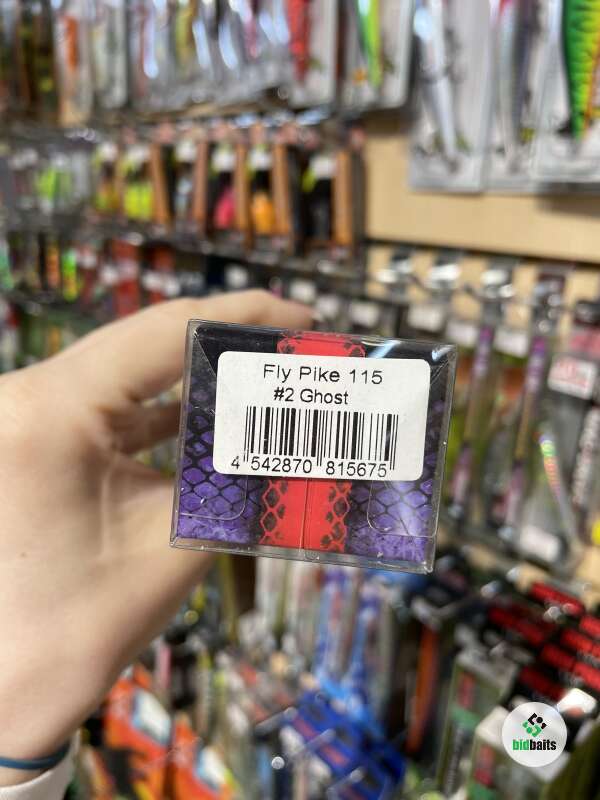 Fly Pike 115
#2 Ghost
4 542870 815675
bidbaits